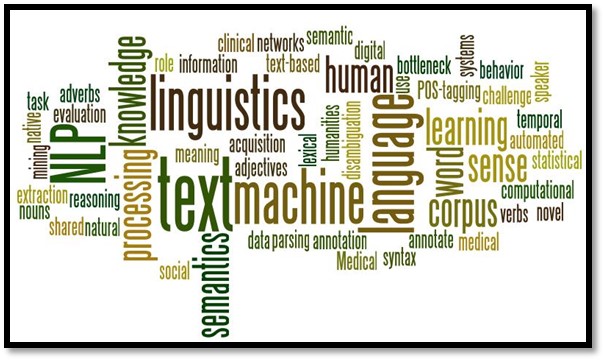 clinical networks semantic
digital
role information text-based
human
use
bottleneck
systems
behavior
knowledge
linguistics
task
adverbs
evaluation
native
mining
NLP
POS-tagging
challenge
speaker
meaning
acquisition
adjectives
lexical
humanities
disambiguation
language
learning
temporal
automated
statistical
word
sense
extraction
nouns
reasoning
processing
text
machine
corpus
computational
verbs novel
shared natural
semantics
data parsing annotation
annotate medical
social
Medical syntax